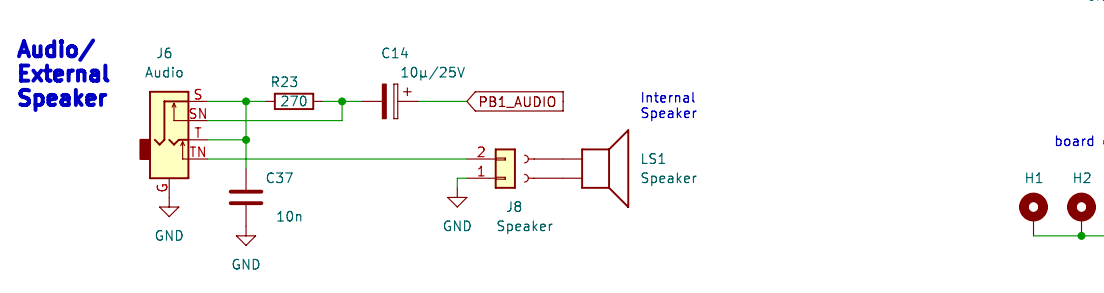 Audio/
External
Speaker
J6
Audio
S
SN
T
TN
G
GND
R23
270
C14
10µ/25V
+
PB1_AUDIO
C37
10n
GND
2
1
GND
J8
Speaker
Internal
Speaker
LS1
Speaker
board
H1
H2